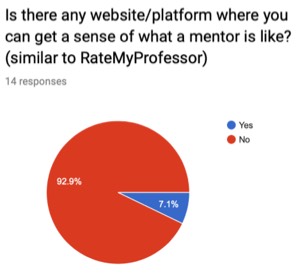 Is there any website/platform where you
can get a sense of what a mentor is like?
(similar to RateMyProfessor)
14 responses
Yes
No
92.9%
7.1%